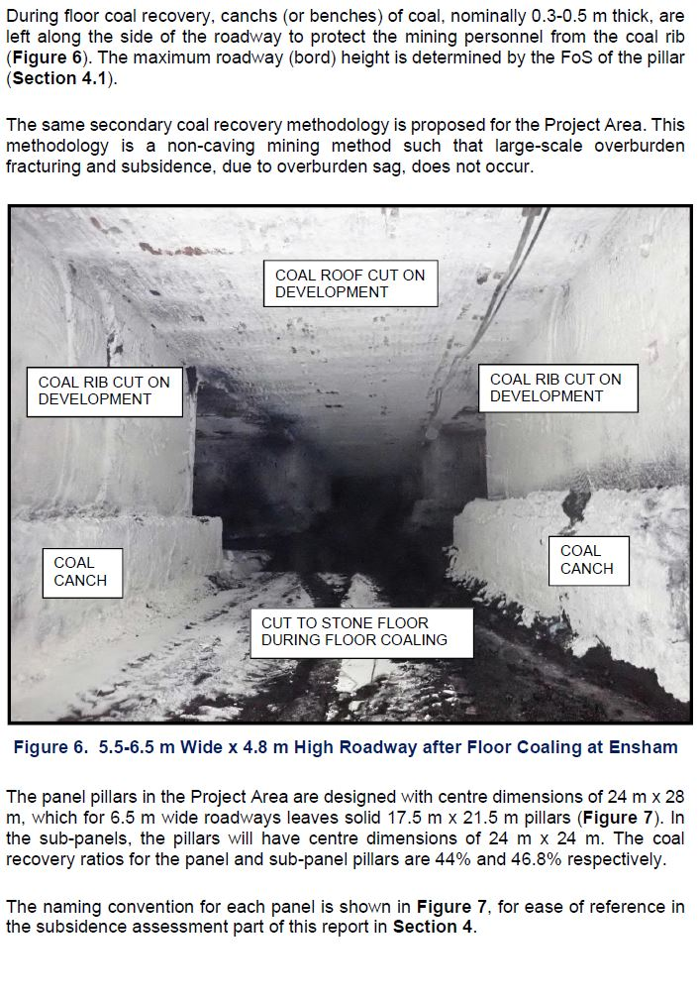 During floor coal recovery, canchs (or benches) of coal, nominally 0.3-0.5 m thick, are
left along the side of the roadway to protect the mining personnel from the coal rib
(Figure 6). The maximum roadway (bord) height is determined by the FoS of the pillar
(Section 4.1).
The same secondary coal recovery methodology is proposed for the Project Area. This
methodology is a non-caving mining method such that large-scale overburden
fracturing and subsidence, due to overburden sag, does not occur.
COAL ROOF CUT ON
DEVELOPMENT
COAL RIB CUT ON
DEVELOPMENT
COAL RIB CUT ON
DEVELOPMENT
COAL
CANCH
COAL
CANCH
CUT TO STONE FLOOR
DURING FLOOR COALING
Figure 6. 5.5-6.5 m Wide x 4.8 m High Roadway after Floor Coaling at Ensham
The panel pillars in the Project Area are designed with centre dimensions of 24 m x 28
m, which for 6.5 m wide roadways leaves solid 17.5 m x 21.5 m pillars (Figure 7). In
the sub-panels, the pillars will have centre dimensions of 24 m x 24 m. The coal
recovery ratios for the panel and sub-panel pillars are 44% and 46.8% respectively.
The naming convention for each panel is shown in Figure 7, for ease of reference in
the subsidence assessment part of this report in Section 4.